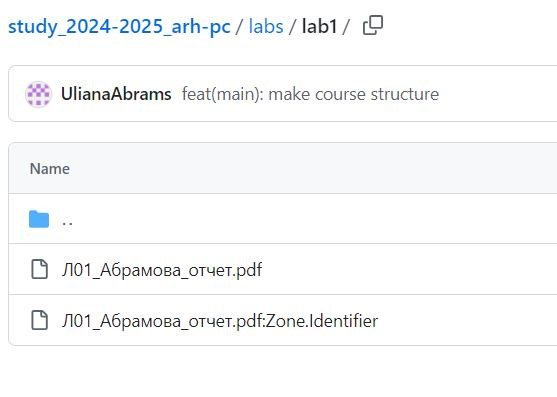 study_2024-2025_arh-pc / labs / lab1 /
UlianaAbrams feat(main): make course structure
Name
..
Л01_Абрамова_отчет.pdf
Л01_Абрамова_отчет.pdf:Zone.Identifier